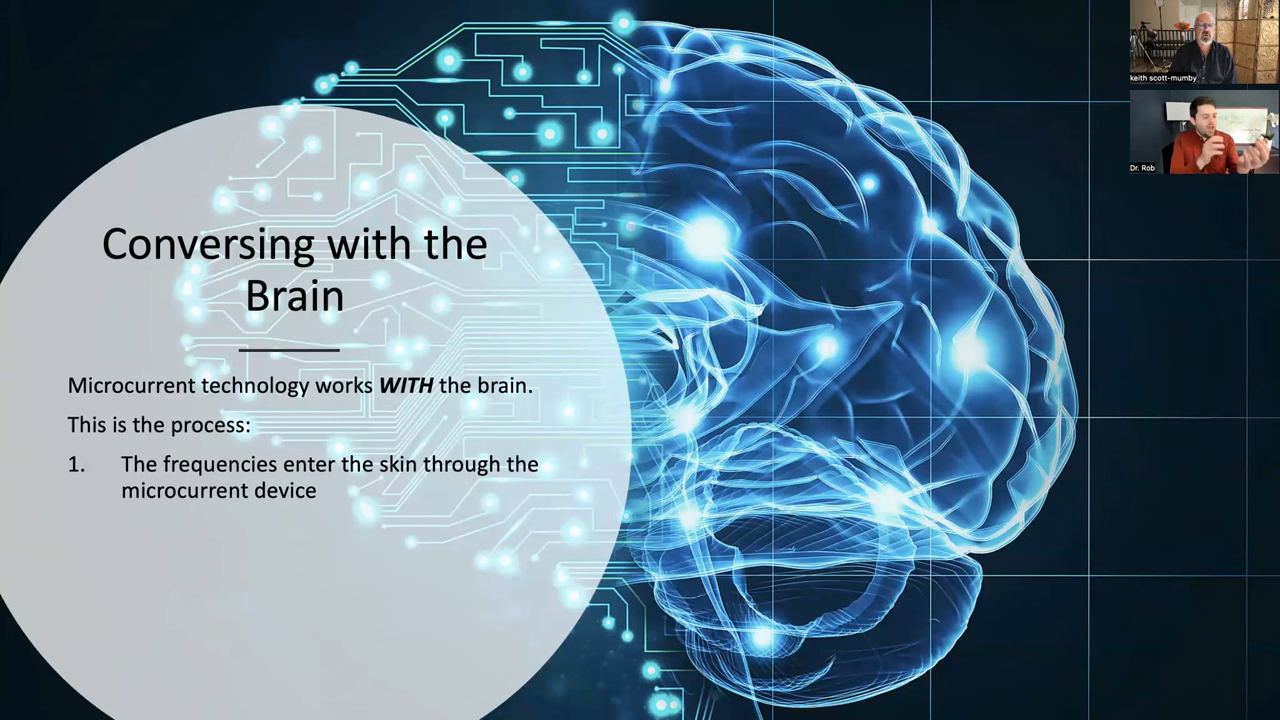 Conversing with the
Brain
Microcurrent technology works WITH the brain.
This is the process:
1. The frequencies enter the skin through the
microcurrent device
keith scott-mumby
Dr. Rob